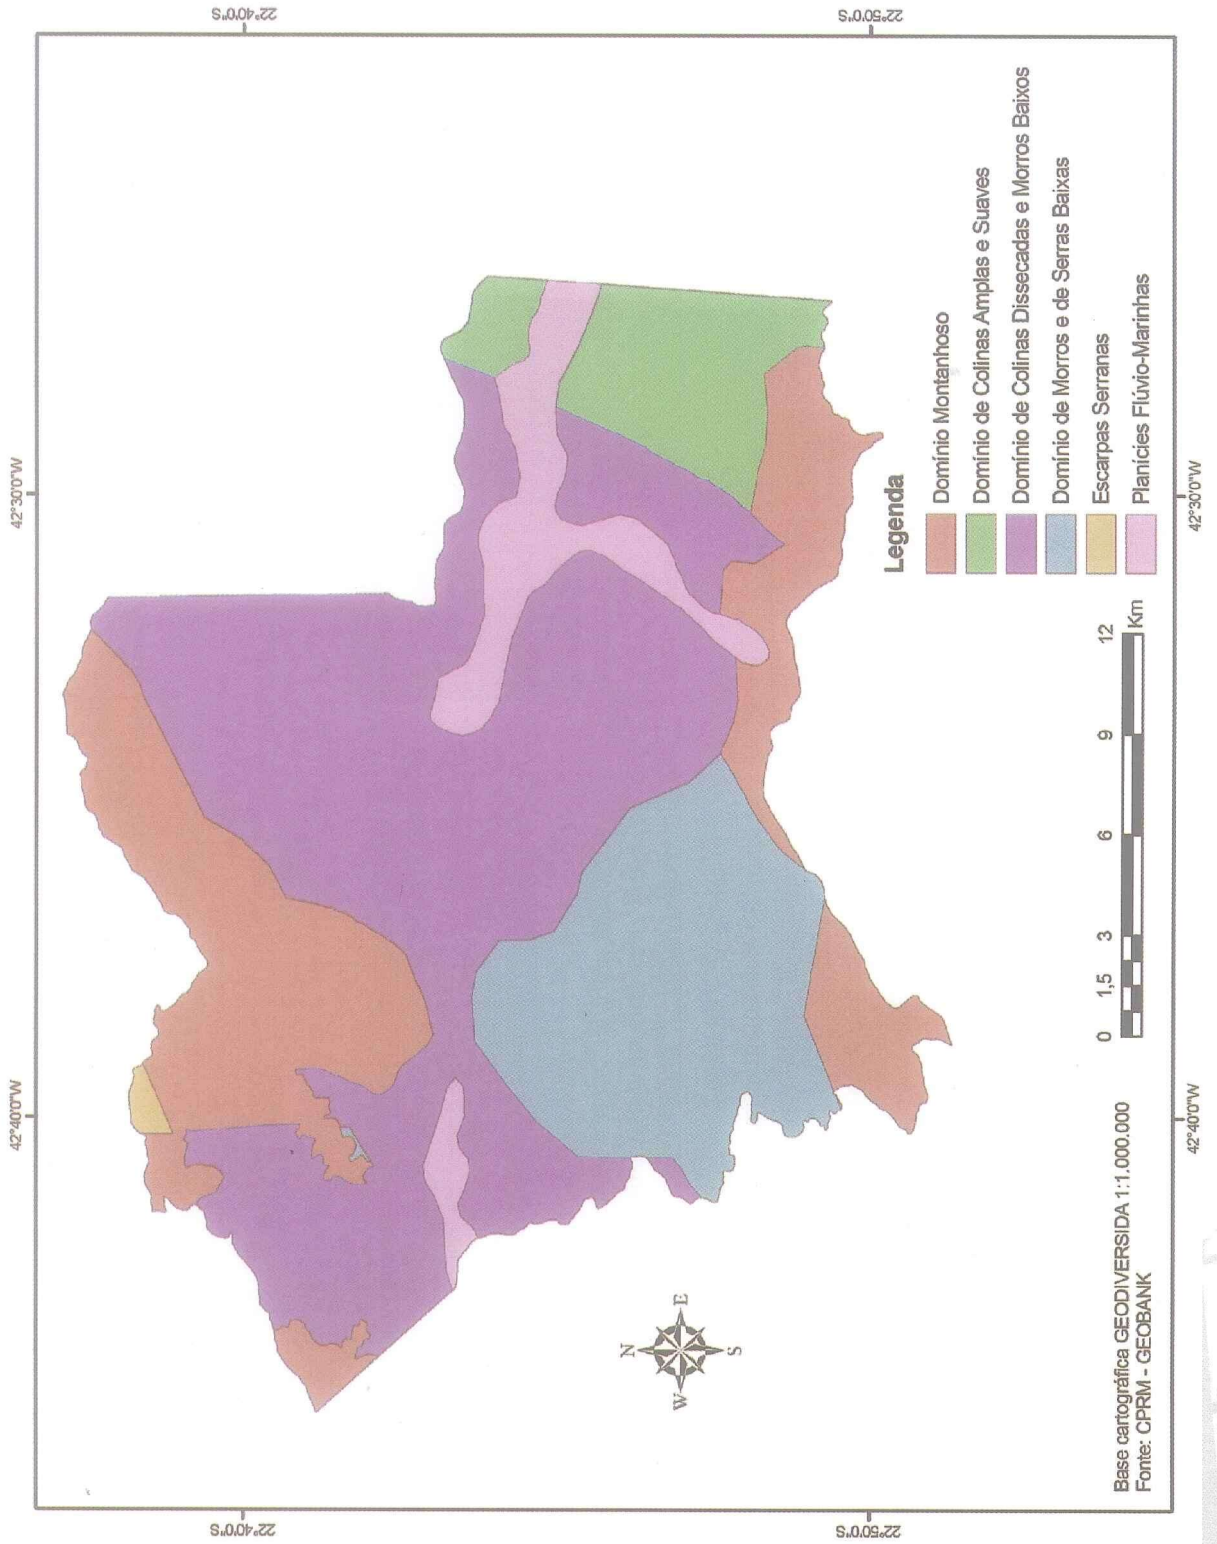 42°40'0"W
42°30'0"W
22°40'0"S
22°40'0"S
22°50'0"S
22°50'0"S
N
W
E
S
Legenda
Domínio Montanhoso
Domínio de Colinas Amplas e Suaves
Domínio de Colinas Dissecadas e Morros Baixos
Domínio de Morros e de Serras Baixas
Escarpas Serranas
Planícies Flúvio-Marinhas
0 1,5 3 6 9 12
Km
Base cartográfica GEODIVERSIDA 1:1.000.000
Fonte: CPRM - GEOBANK
42°40'0"W
42°30'0"W